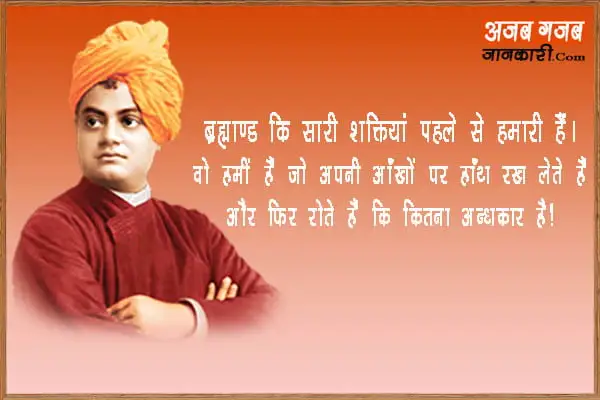 अजब गजब
जानकारी.Com
ब्रह्माण्ड कि सारी शक्तियां पहले से हमारी हैं।
वो हमीं हैं जो अपनी आँखों पर हाँथ रख लेते हैं
और फिर रोते हैं कि कितना अन्धकार है!